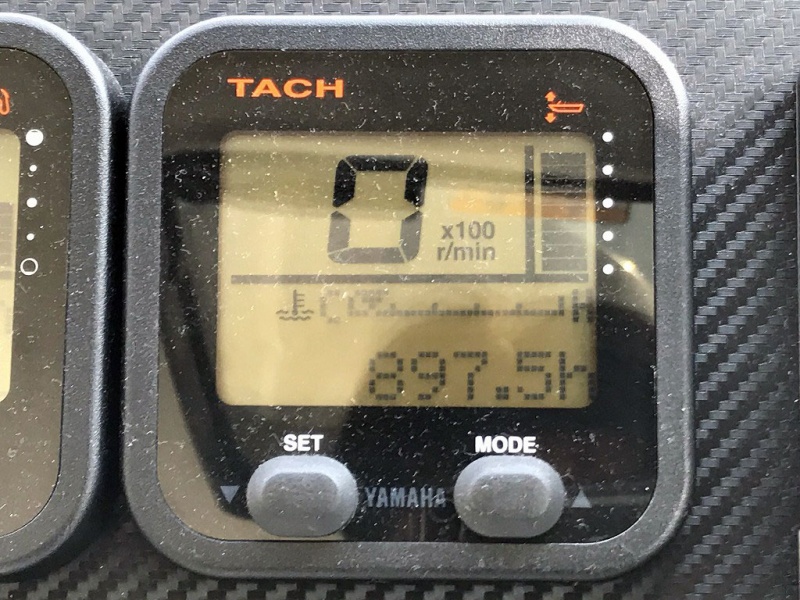 TACH
0
x100
r/min
897.5h
SET
MODE
YAMAHA